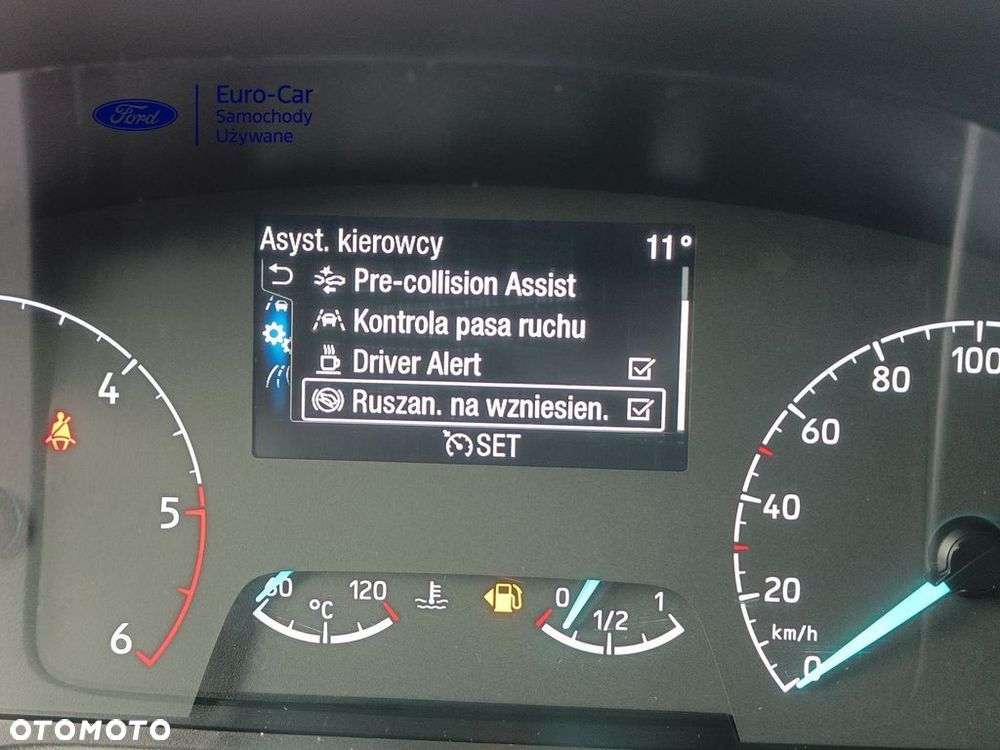 Ford
Euro-Car
Samochody
Używane
Asyst. kierowcy 11°
Pre-collision Assist
Kontrola pasa ruchu
Driver Alert
Ruszan. na wzniesien.
SET
4
5
6
60 120
°C
0 1/2 1
100
80
60
40
20
km/h
0
OTOMOTO